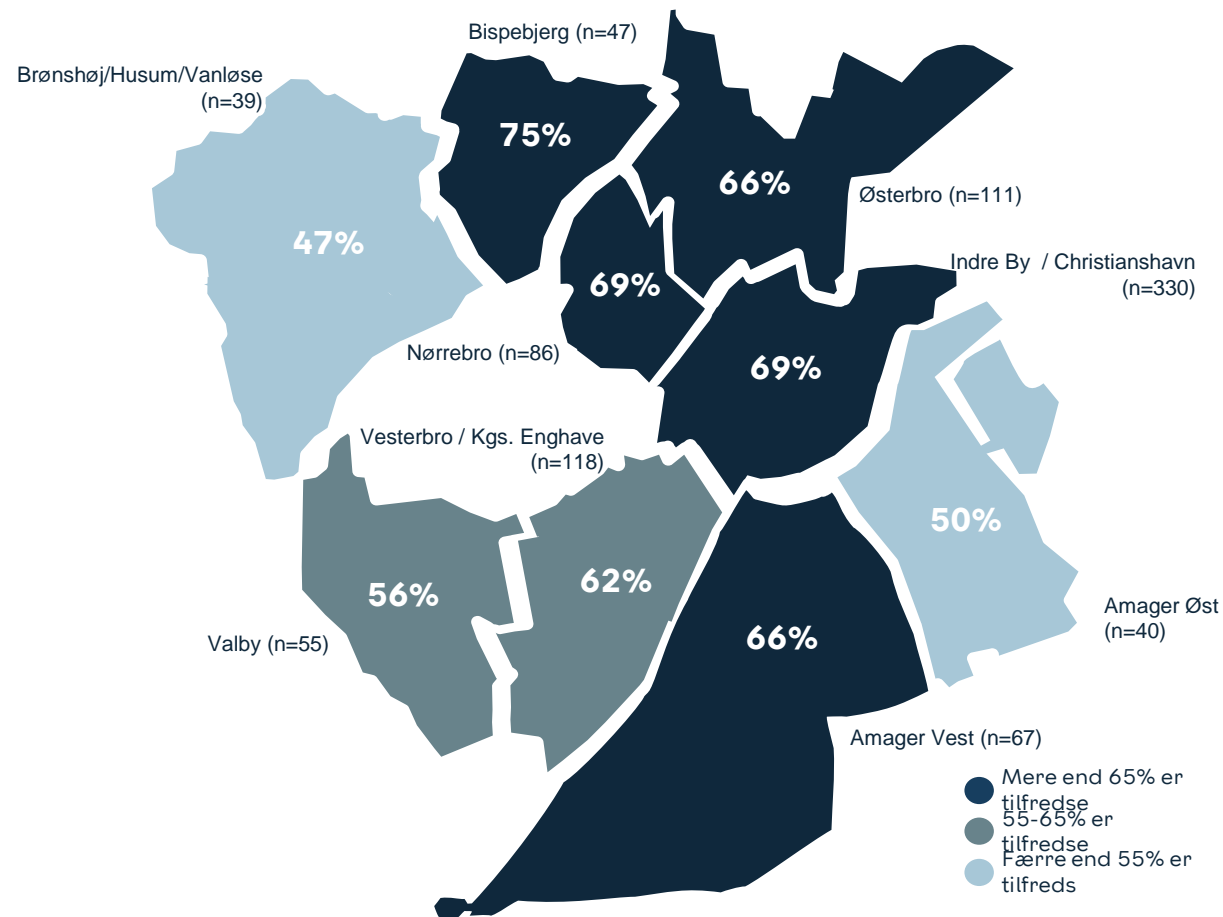 Bispebjerg (n=47)
Brønshøj/Husum/Vanløse
(n=39)
75%
66%
Østerbro (n=111)
47%
Indre By / Christianshavn
(n=330)
69%
Nørrebro (n=86)
69%
Vesterbro / Kgs. Enghave
(n=118)
50%
62%
56%
Amager Øst
(n=40)
Valby (n=55)
66%
Amager Vest (n=67)
Mere end 65% er
tilfredse
55-65% er
tilfredse
Færre end 55% er
tilfreds